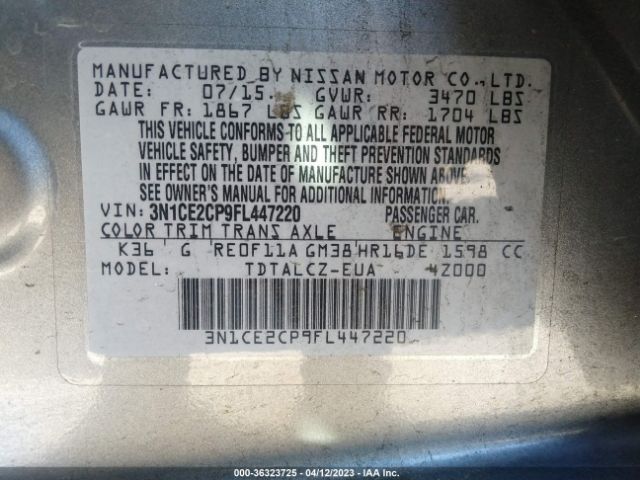 MANUFACTURED BY NISSAN MOTOR CO., LTD.
DATE: 07/15 GVWR: 3470 LBS
GAWR FR: 1867 LBS GAWR RR: 1704 LBS
THIS VEHICLE CONFORMS TO ALL APPLICABLE FEDERAL MOTOR
VEHICLE SAFETY, BUMPER AND THEFT PREVENTION STANDARDS
IN EFFECT ON THE DATE OF MANUFACTURE SHOWN ABOVE.
SEE OWNER'S MANUAL FOR ADDITIONAL INFORMATION.
VIN: 3N1CE2CP9FL447220 PASSENGER CAR.
COLOR TRIM TRANS AXLE ENGINE
K36 G RE0F11A GM38 HR16DE 1598 CC
MODEL: TDTALCZ-EUA 4Z000
3N1CE2CP9FL447220
000-36323725 - 04/12/2023 - IAA Inc.